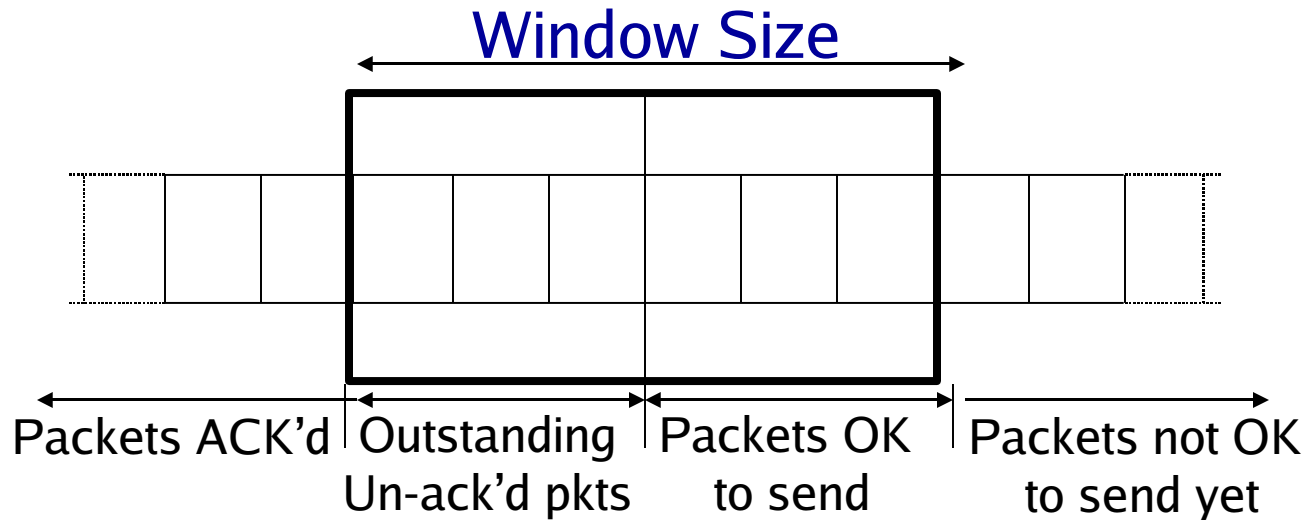 Window Size
Packets ACK’d
Outstanding
Un-ack’d pkts
Packets OK
to send
Packets not OK
to send yet